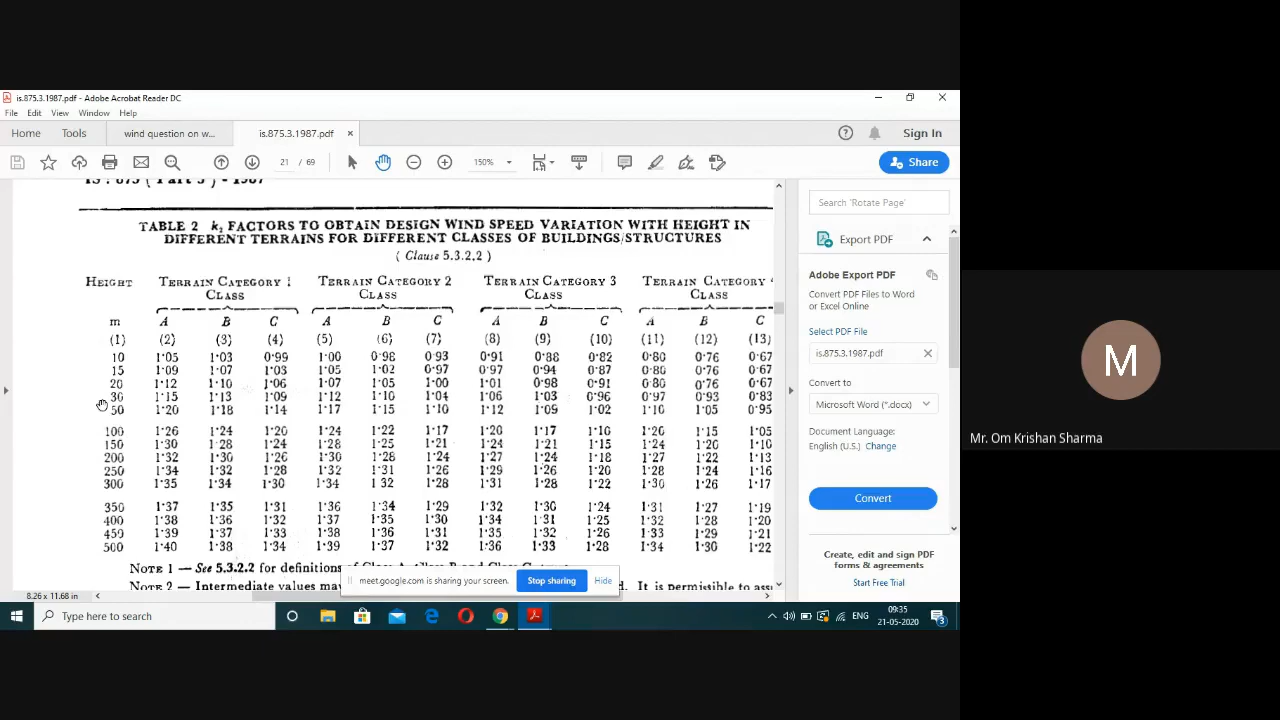 is.875.3.1987.pdf - Adobe Acrobat Reader DC
File Edit View Window Help
Home Tools wind question on w... is.875.3.1987.pdf × Sign In
21 / 69 150% Share
IS : 875 ( Part 3 ) - 1987
TABLE 2 k₂ FACTORS TO OBTAIN DESIGN WIND SPEED VARIATION WITH HEIGHT IN
DIFFERENT TERRAINS FOR DIFFERENT CLASSES OF BUILDINGS/STRUCTURES
( Clause 5.3.2.2 )
HEIGHT TERRAIN CATEGORY 1 TERRAIN CATEGORY 2 TERRAIN CATEGORY 3 TERRAIN CATEGORY
CLASS CLASS CLASS CLASS
m A B C A B C A B C A B C
(1) (2) (3) (4) (5) (6) (7) (8) (9) (10) (11) (12) (13)
10 1·05 1·03 0·99 1·00 0·98 0·93 0·91 0·88 0·82 0·80 0·76 0·67
15 1·09 1·07 1·03 1·05 1·02 0·97 0·97 0·94 0·87 0·80 0·76 0·67
20 1·12 1·10 1·06 1·07 1·05 1·00 1·01 0·98 0·91 0·80 0·76 0·67
30 1·15 1·13 1·09 1·12 1·10 1·04 1·06 1·03 0·96 0·97 0·93 0·83
50 1·20 1·18 1·14 1·17 1·15 1·10 1·12 1·09 1·02 1·10 1·05 0·95
100 1·26 1·24 1·20 1·24 1·22 1·17 1·20 1·17 1·10 1·20 1·15 1·05
150 1·30 1·28 1·24 1·28 1·25 1·21 1·24 1·21 1·15 1·24 1·20 1·10
200 1·32 1·30 1·26 1·30 1·28 1·24 1·27 1·24 1·18 1·27 1·22 1·13
250 1·34 1·32 1·28 1·32 1·31 1·26 1·29 1·26 1·20 1·28 1·24 1·16
300 1·35 1·34 1·30 1·34 1·32 1·28 1·31 1·28 1·22 1·30 1·26 1·17
350 1·37 1·35 1·31 1·36 1·34 1·29 1·32 1·30 1·24 1·31 1·27 1·19
400 1·38 1·36 1·32 1·37 1·35 1·30 1·34 1·31 1·25 1·32 1·28 1·20
450 1·39 1·37 1·33 1·38 1·36 1·31 1·35 1·32 1·26 1·33 1·29 1·21
500 1·40 1·38 1·34 1·39 1·37 1·32 1·36 1·33 1·28 1·34 1·30 1·22
NOTE 1 — See 5.3.2.2 for definitions of
NOTE 2 — Intermediate values may It is permissible to
meet.google.com is sharing your screen. Stop sharing Hide
8.26 x 11.68 in
Search 'Rotate Page'
Export PDF
Adobe Export PDF
Convert PDF Files to Word
or Excel Online
Select PDF File
is.875.3.1987.pdf ×
Convert to
Microsoft Word (*.docx)
Document Language:
English (U.S.) Change
Convert
Create, edit and sign PDF
forms & agreements
Start Free Trial
Type here to search
ENG
09:35
21-05-2020
3
M
Mr. Om Krishan Sharma